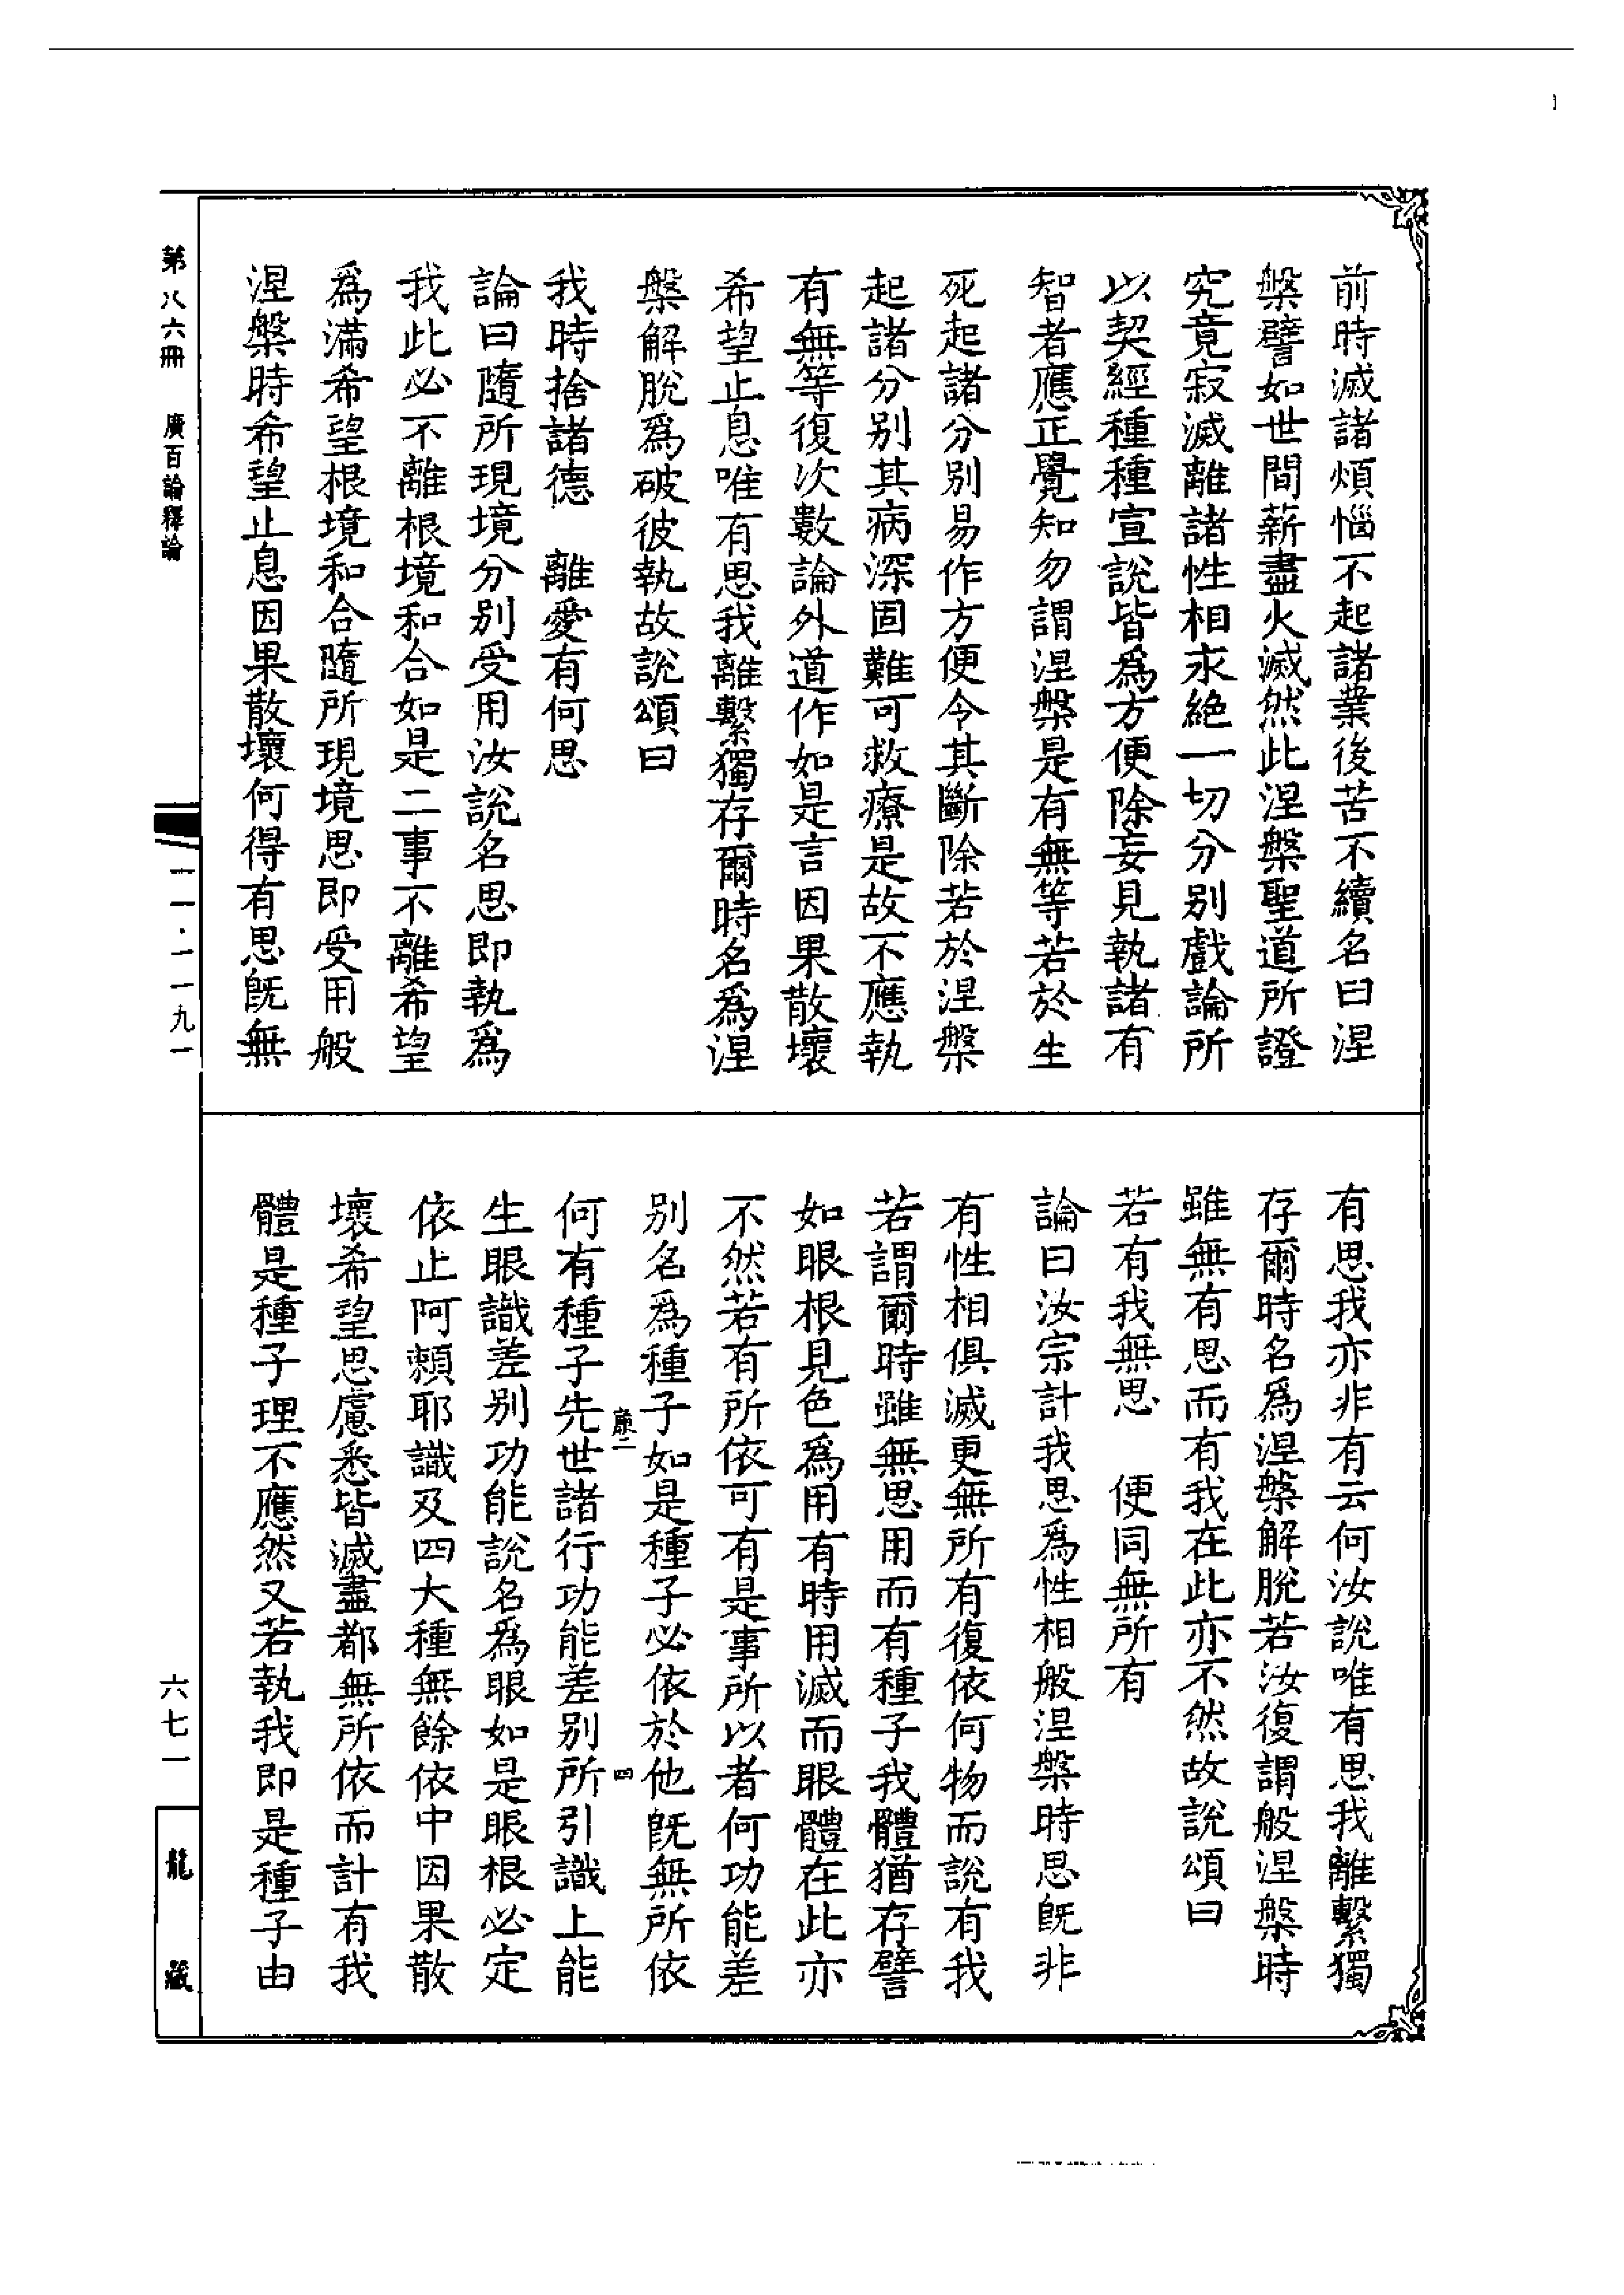 前時滅諸煩惱不起諸業後苦不續名曰涅
槃譬如世間薪盡火滅然此涅槃聖道所證
究竟寂滅離諸性相求絶一切分别戲論所
以契經種種宣說皆爲方便除妄見執諸有
智者應正覺知勿謂涅槃是有無等若於生
死起諸分別易作方便令其斷除若於涅槃
起諸分别其病深固難可救療是故不應執
有無等復次數論外道作如是言因果散壞
希望止息唯有思我離繫獨存爾時名爲涅
槃解脫爲破彼執故說頌曰
我時捨諸德　離愛有何思
論曰隨所現境分别受用汝說名思即執爲
我此必不離根境和合如是二事不離希望
爲滿希望根境和合隨所現境思即受用般
涅槃時希望止息因果散壞何得有思旣無
有思我亦非有云何汝說唯有思我離繫獨
存爾時名爲涅槃解脫若汝復謂般涅槃時
雖無有思而有我在此亦不然故說頌曰
若有我無思　便同無所有
論曰汝宗計我思爲性相般涅槃時思旣非
有性相俱滅更無所有復依何物而說有我
若謂爾時雖無思用而有種子我體猶存譬
如眼根見色爲用有時用滅而眼體在此亦
不然若有所依可有是事所以者何功能差
别名爲種子如是種子必依於他旣無所依
何有種子先世諸行功能差别所引識上能
生眼識差别功能說名爲眼如是眼根必定
依止阿賴耶識及四大種無餘依中因果散
壞希望思慮悉皆滅盡都無所依而計有我
體是種子理不應然又若執我即是種子由
四
第八六冊　廣百論釋論
一一·一一九一
六七一
龍藏